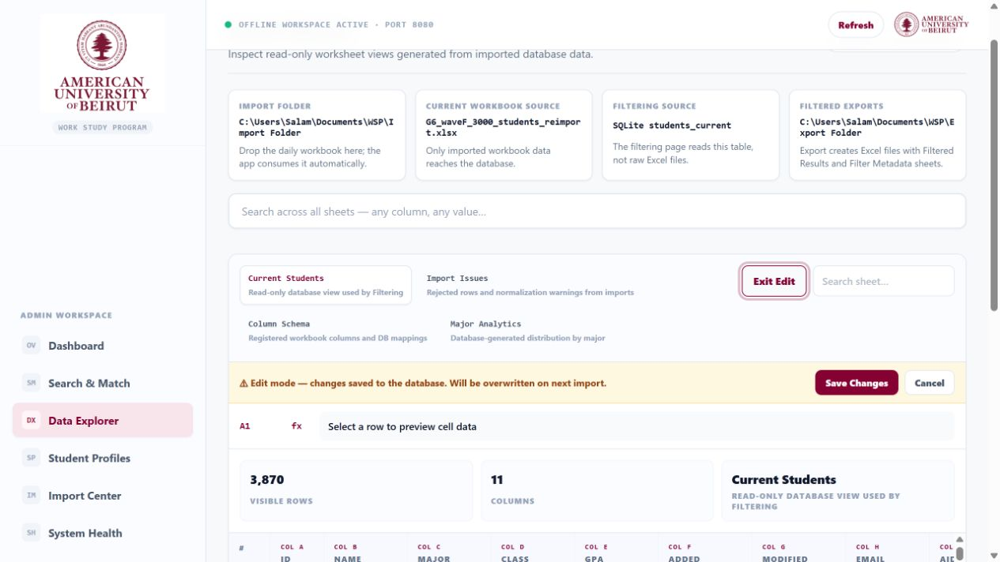 AMERICAN
UNIVERSITY
OF BEIRUT
WORK STUDY PROGRAM
ADMIN WORKSPACE
OV Dashboard
SM Search & Match
DX Data Explorer
SP Student Profiles
IM Import Center
SH System Health
OFFLINE WORKSPACE ACTIVE · PORT 8080
Refresh
AMERICAN
UNIVERSITY
OF BEIRUT
Inspect read-only worksheet views generated from imported database data.
IMPORT FOLDER
C:\Users\Salam\Documents\WSP\I
mport Folder
Drop the daily workbook here; the
app consumes it automatically.
CURRENT WORKBOOK SOURCE
G6_waveF_3000_students_reimpor
t.xlsx
Only imported workbook data
reaches the database.
FILTERING SOURCE
SQLite students_current
The filtering page reads this table,
not raw Excel files.
FILTERED EXPORTS
C:\Users\Salam\Documents\WSP\E
xport Folder
Export creates Excel files with Filtered
Results and Filter Metadata sheets.
Search across all sheets — any column, any value...
Current Students
Read-only database view used by Filtering
Import Issues
Rejected rows and normalization warnings from imports
Exit Edit
Search sheet...
Column Schema
Registered workbook columns and DB mappings
Major Analytics
Database-generated distribution by major
⚠ Edit mode — changes saved to the database. Will be overwritten on next import.
Save Changes
Cancel
A1 fx Select a row to preview cell data
3,870
VISIBLE ROWS
11
COLUMNS
Current Students
READ-ONLY DATABASE VIEW USED BY
FILTERING
# COL A COL B COL C COL D COL E COL F COL G COL H COL
ID NAME MAJOR CLASS GPA ADDED MODIFIED EMAIL AID